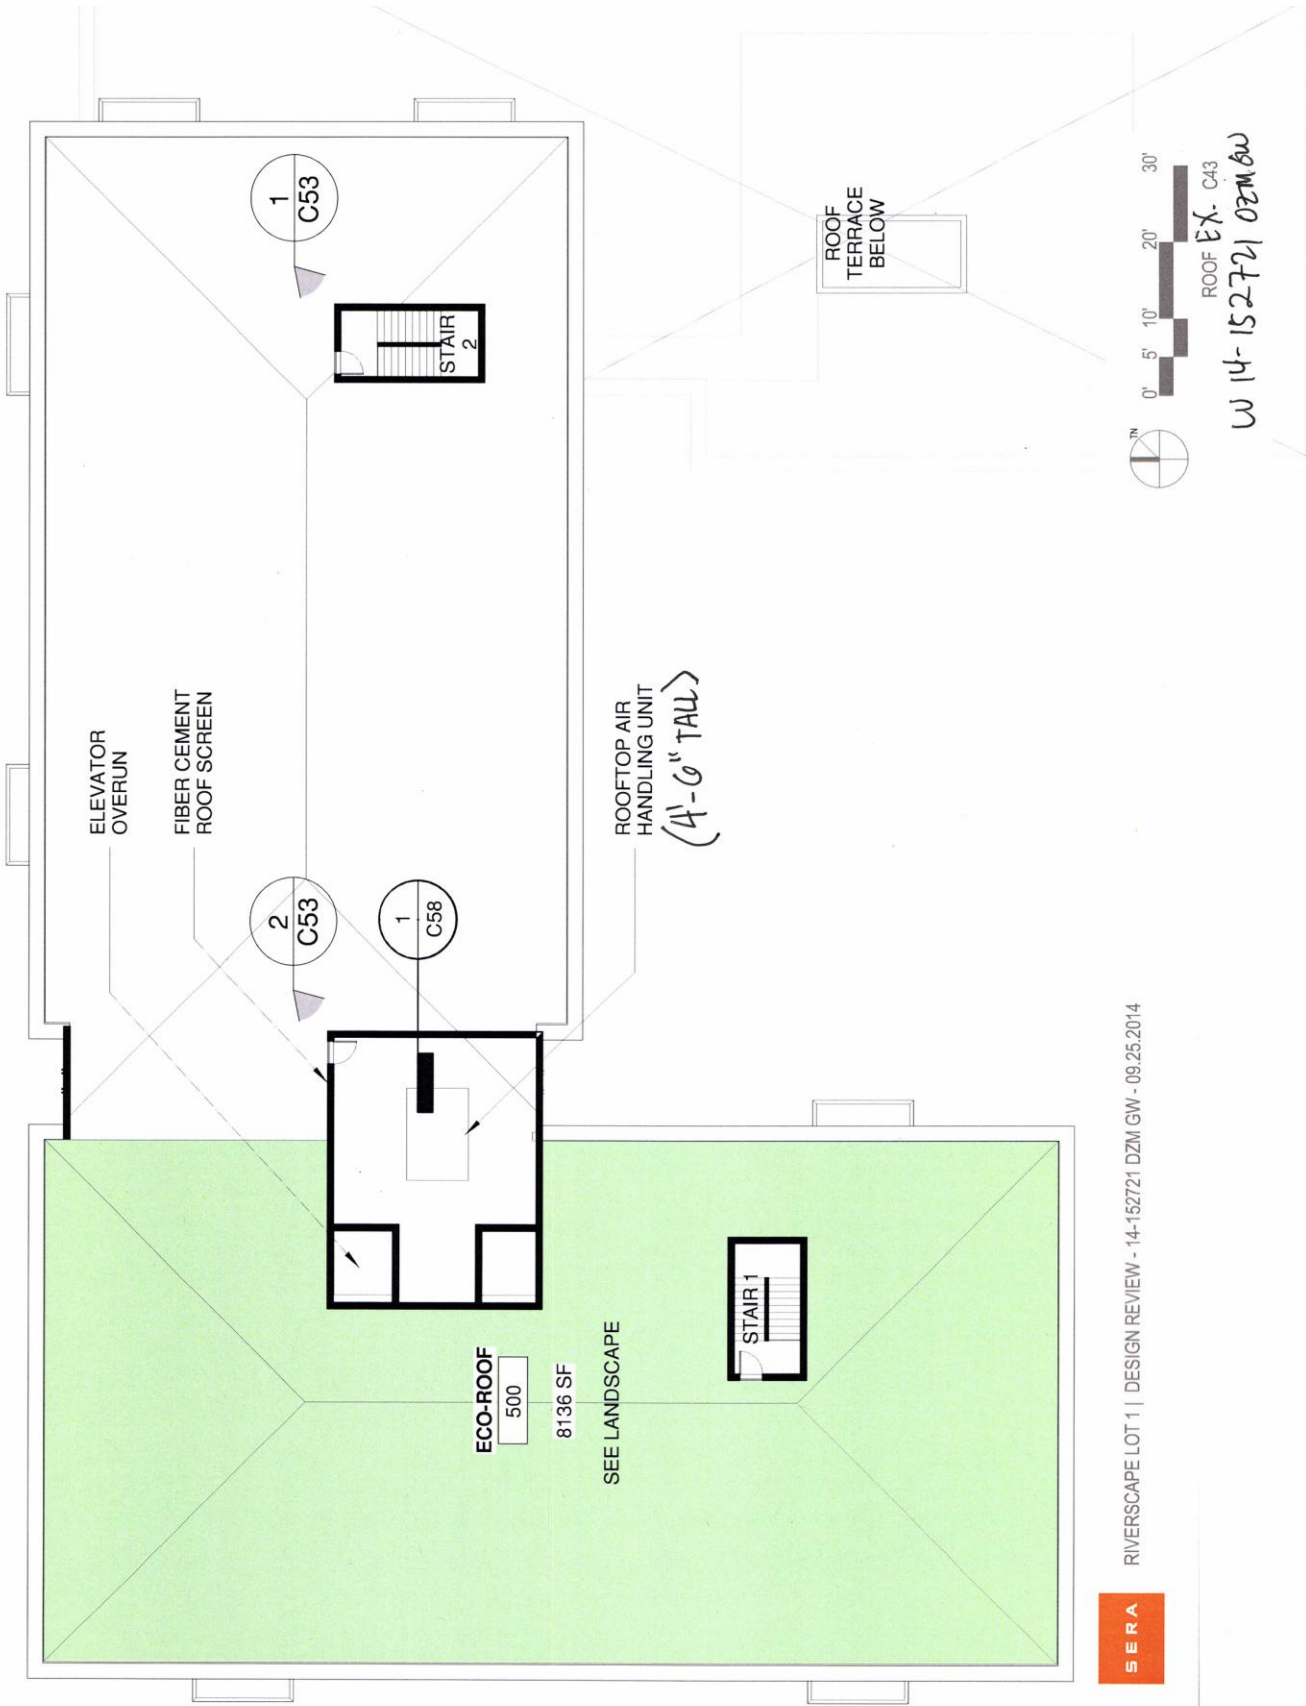 ELEVATOR
OVERUN
FIBER CEMENT
ROOF SCREEN
2
C53
1
C58
1
C53
STAIR
2
ROOFTOP AIR
HANDLING UNIT
(4'-6" TALL)
ECO-ROOF
500
8136 SF
SEE LANDSCAPE
STAIR 1
ROOF
TERRACE
BELOW
TN
0' 5' 10' 20' 30'
ROOF EX. C43
LU 14-152721 DZM GW
SERA
RIVERSCAPE LOT 1 | DESIGN REVIEW - 14-152721 DZM GW - 09.25.2014